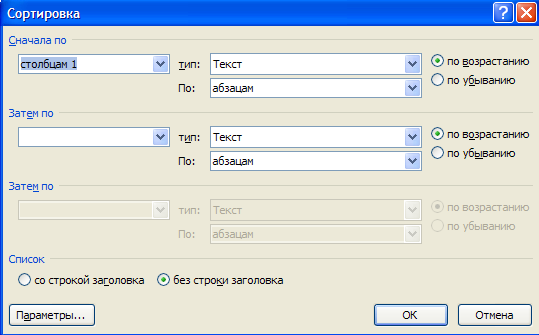 Сортировка
Сначала по
столбцам 1 тип: Текст по возрастанию
По: абзацам по убыванию
Затем по
тип: Текст по возрастанию
По: абзацам по убыванию
Затем по
тип: Текст по возрастанию
По: абзацам по убыванию
Список
со строкой заголовка без строки заголовка
Параметры... ОК Отмена